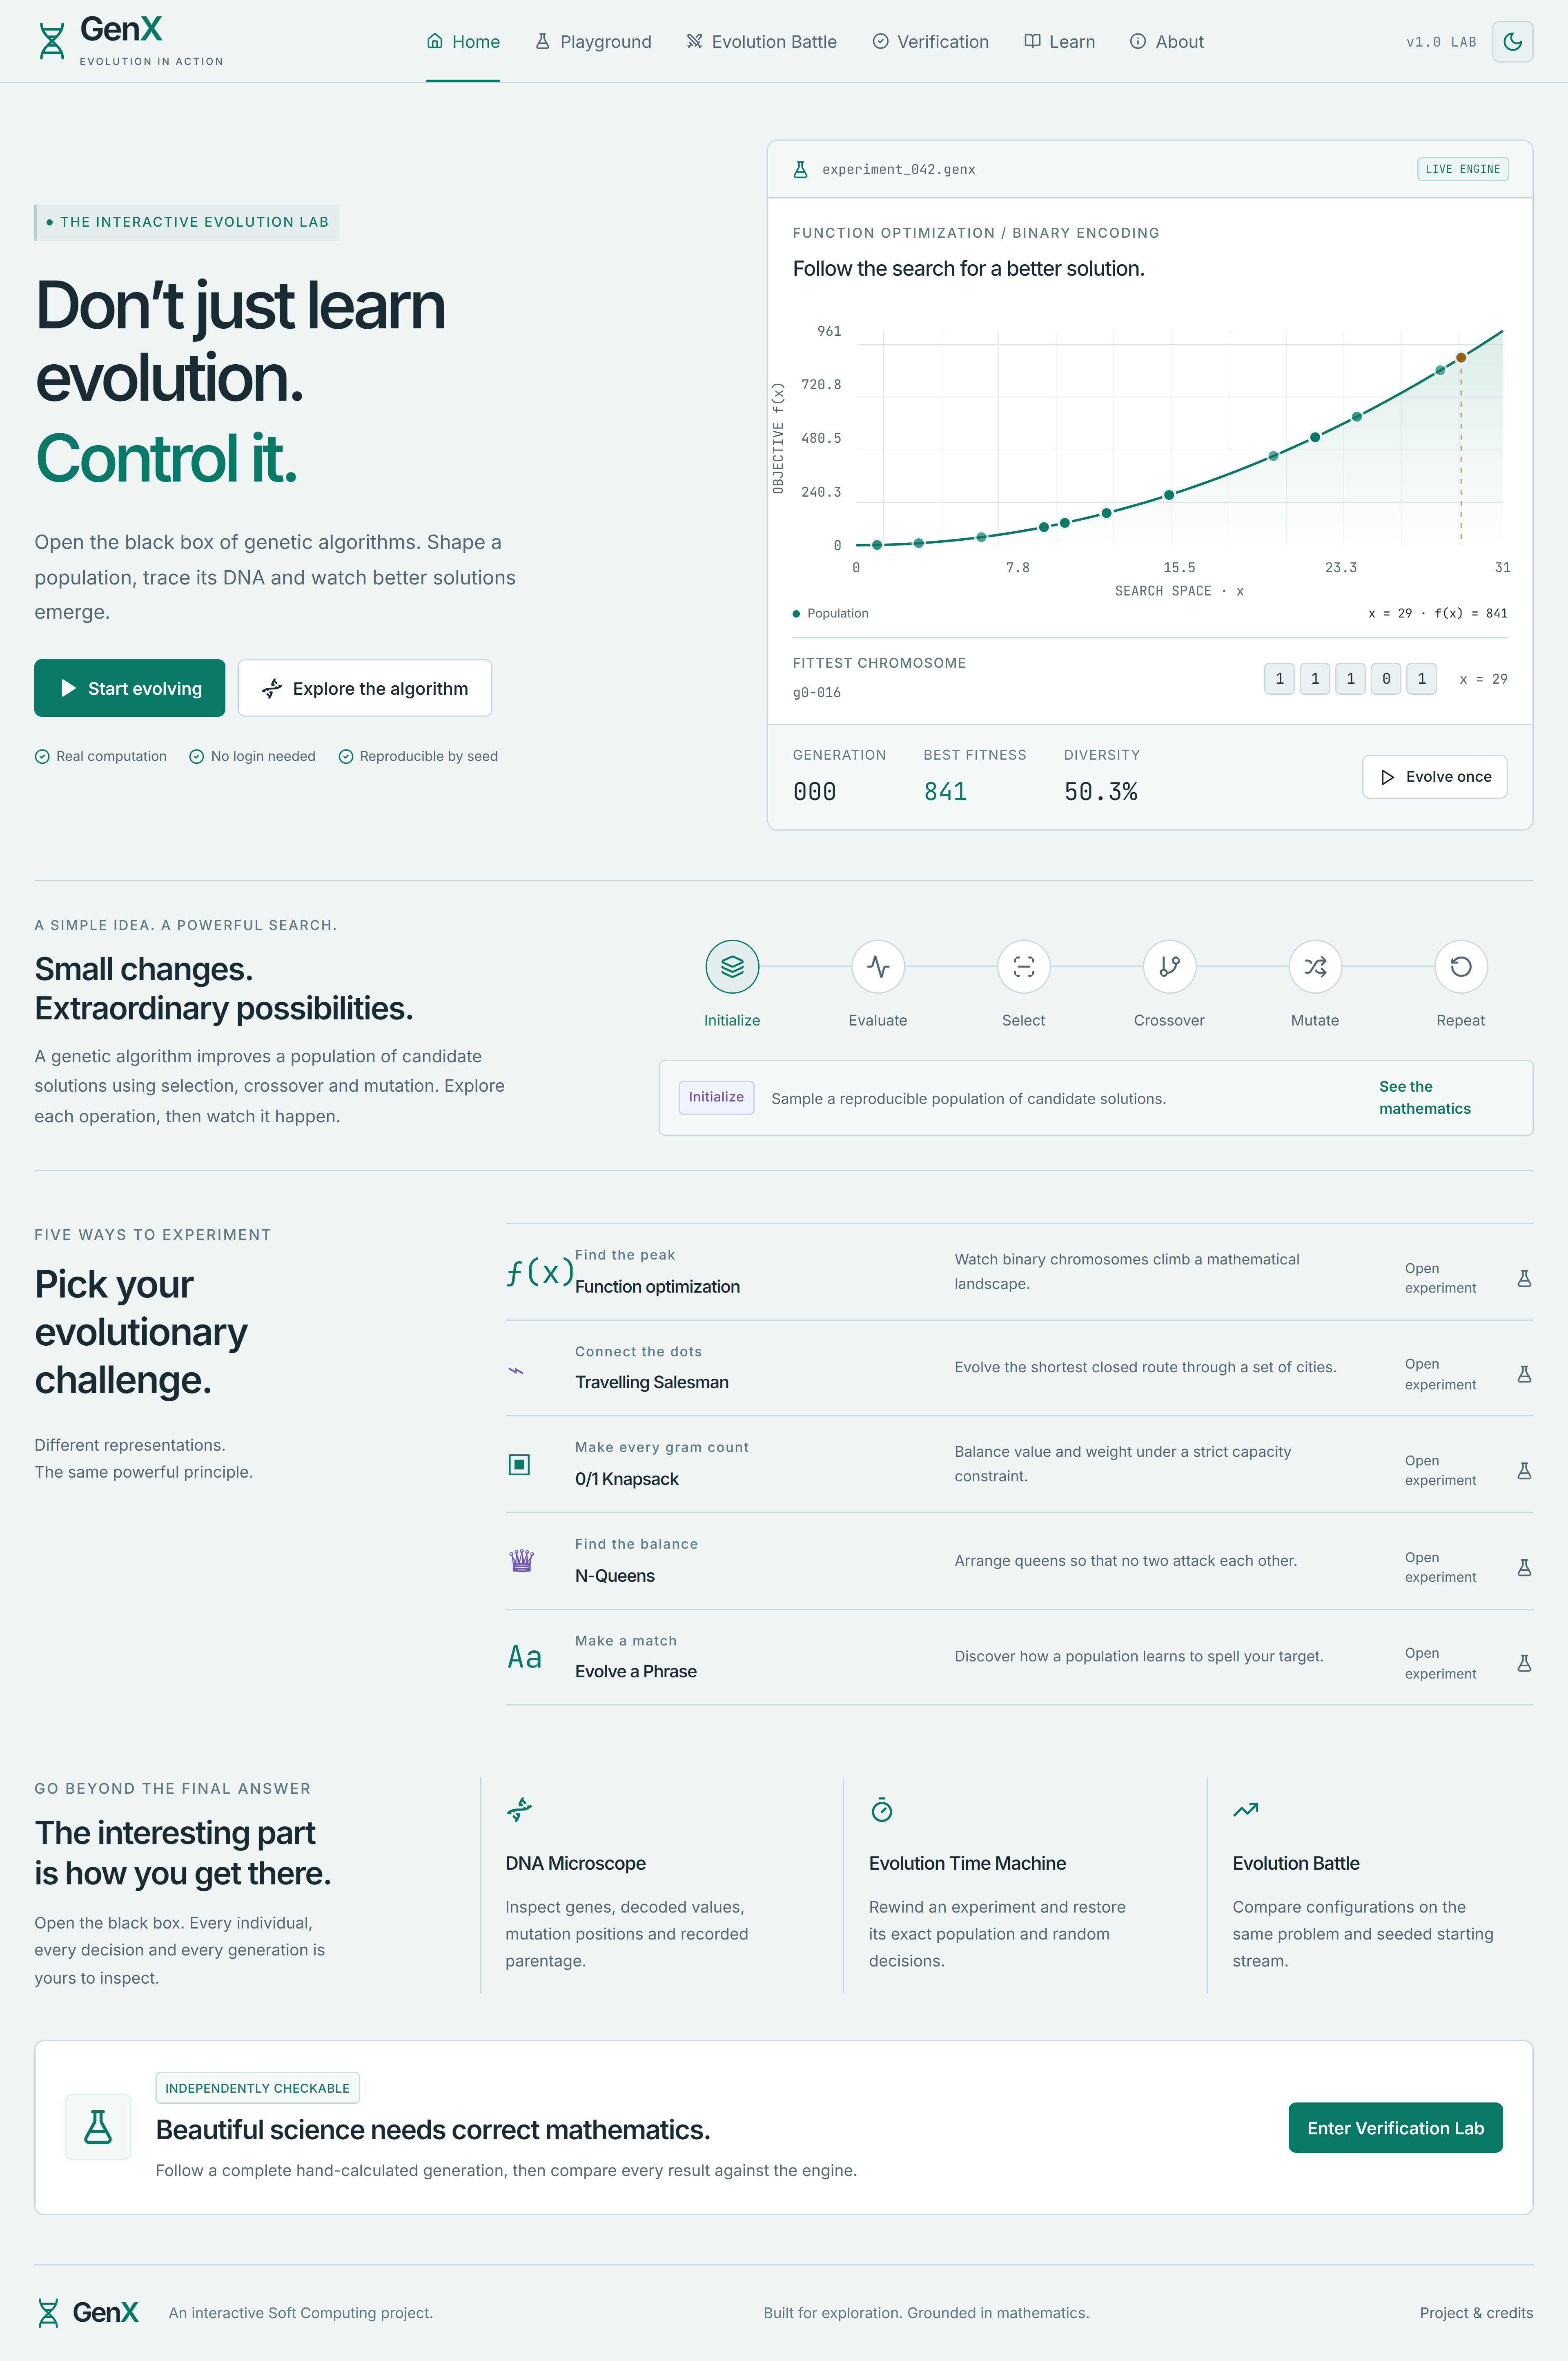 GenX
EVOLUTION IN ACTION
Home
Playground
Evolution Battle
Verification
Learn
About
v1.0 LAB
THE INTERACTIVE EVOLUTION LAB
Don’t just learn
evolution.
Control it.
Open the black box of genetic algorithms. Shape a
population, trace its DNA and watch better solutions
emerge.
Start evolving
Explore the algorithm
Real computation
No login needed
Reproducible by seed
experiment_042.genx
LIVE ENGINE
FUNCTION OPTIMIZATION / BINARY ENCODING
Follow the search for a better solution.
OBJECTIVE f(x)
961
720.8
480.5
240.3
0
0
7.8
15.5
23.3
31
SEARCH SPACE · x
Population
x = 29 · f(x) = 841
FITTEST CHROMOSOME
g0-016
1 1 1 0 1
x = 29
GENERATION
000
BEST FITNESS
841
DIVERSITY
50.3%
Evolve once
A SIMPLE IDEA. A POWERFUL SEARCH.
Small changes.
Extraordinary possibilities.
A genetic algorithm improves a population of candidate
solutions using selection, crossover and mutation. Explore
each operation, then watch it happen.
Initialize
Evaluate
Select
Crossover
Mutate
Repeat
Initialize
Sample a reproducible population of candidate solutions.
See the
mathematics
FIVE WAYS TO EXPERIMENT
Pick your
evolutionary
challenge.
Different representations.
The same powerful principle.
ƒ(x)
Find the peak
Function optimization
Watch binary chromosomes climb a mathematical
landscape.
Open
experiment
Connect the dots
Travelling Salesman
Evolve the shortest closed route through a set of cities.
Open
experiment
Make every gram count
0/1 Knapsack
Balance value and weight under a strict capacity
constraint.
Open
experiment
Find the balance
N-Queens
Arrange queens so that no two attack each other.
Open
experiment
Aa
Make a match
Evolve a Phrase
Discover how a population learns to spell your target.
Open
experiment
GO BEYOND THE FINAL ANSWER
The interesting part
is how you get there.
Open the black box. Every individual,
every decision and every generation is
yours to inspect.
DNA Microscope
Inspect genes, decoded values,
mutation positions and recorded
parentage.
Evolution Time Machine
Rewind an experiment and restore
its exact population and random
decisions.
Evolution Battle
Compare configurations on the
same problem and seeded starting
stream.
INDEPENDENTLY CHECKABLE
Beautiful science needs correct mathematics.
Follow a complete hand-calculated generation, then compare every result against the engine.
Enter Verification Lab
GenX
An interactive Soft Computing project.
Built for exploration. Grounded in mathematics.
Project & credits